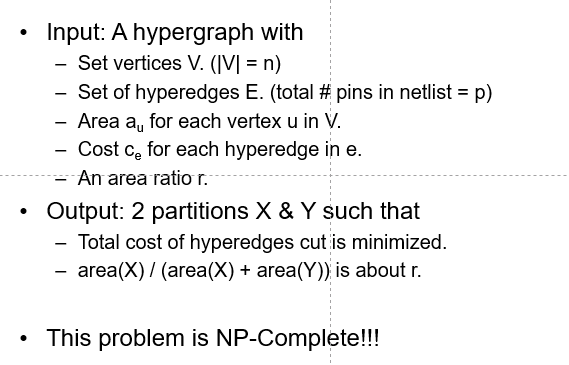 • Input: A hypergraph with
– Set vertices V. (|V| = n)
– Set of hyperedges E. (total # pins in netlist = p)
– Area aᵤ for each vertex u in V.
– Cost cₑ for each hyperedge in e.
– An area ratio r.
• Output: 2 partitions X & Y such that
– Total cost of hyperedges cut is minimized.
– area(X) / (area(X) + area(Y)) is about r.
• This problem is NP-Complete!!!